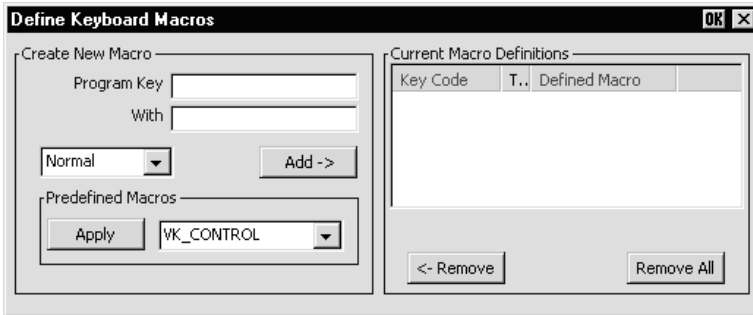 Define Keyboard Macros OK ×
Create New Macro
Program Key
With
Normal
Add ->
Predefined Macros
Apply
VK_CONTROL
Current Macro Definitions
Key Code T.. Defined Macro
<- Remove
Remove All